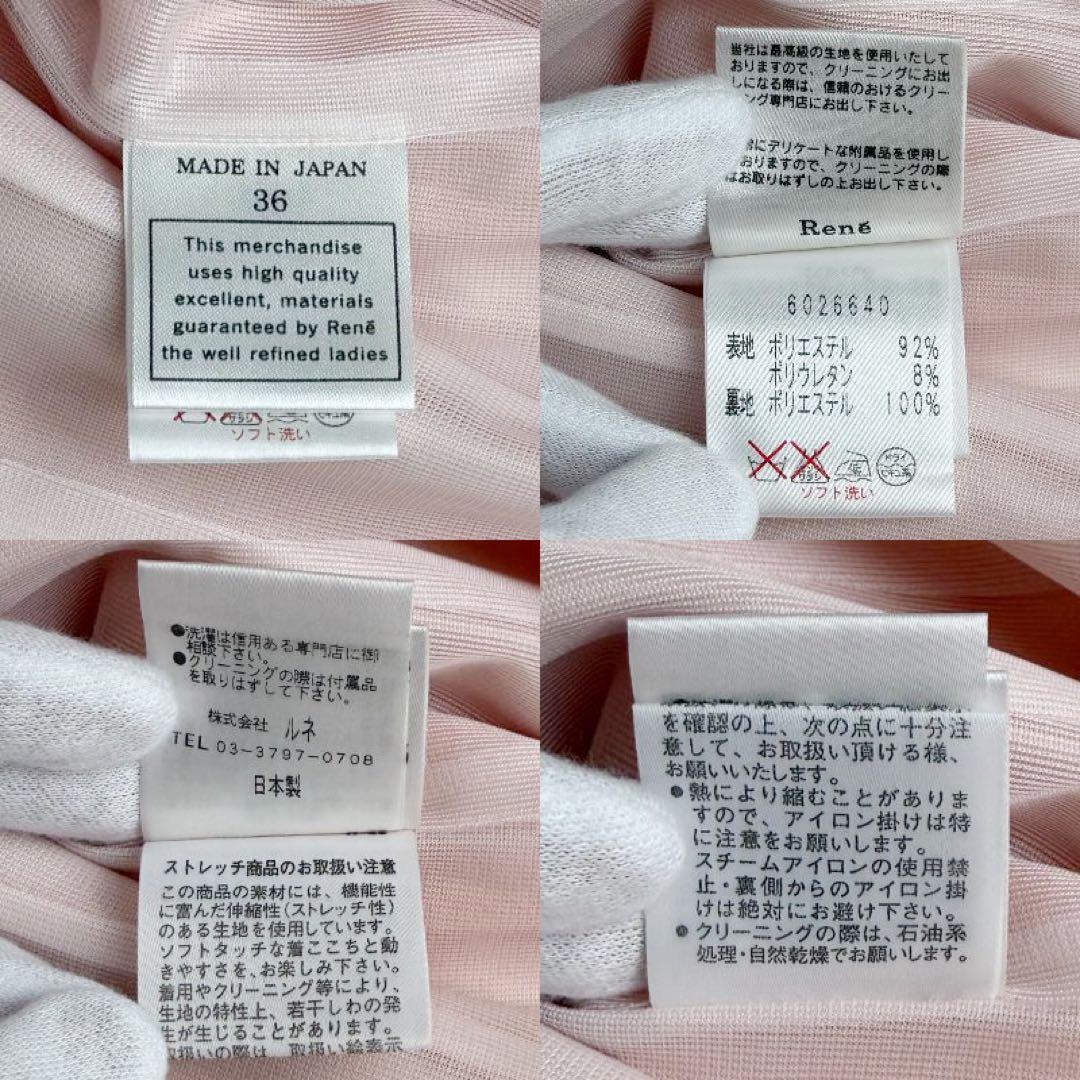 MADE IN JAPAN
36
This merchandise
uses high quality
excellent, materials
guaranteed by René
the well refined ladies
ソフト洗い
当社は最高級の生地を使用いたして
おりますので、クリーニングにお出
しになる際は、信頼のおけるクリー
ング専門店にお出し下さい。
にデリケートな附属品を使用し
おりますので、クリーニングの際
はお取りはずしの上お出し下さい。
René
6026640
表地 ポリエステル 92%
ポリウレタン 8%
裏地 ポリエステル 100%
ドライ
セキユ系
ソフト洗い
●洗濯は信用ある専門店に御
相談下さい。
●クリーニングの際は付属品
を取りはずして下さい。
株式会社 ルネ
TEL 03-3797-0708
日本製
ストレッチ商品のお取扱い注意
この商品の素材には、機能性
に富んだ伸縮性(ストレッチ性)
のある生地を使用しています。
ソフトタッチな着ここちと動
きやすさを、お楽しみ下さい。
着用やクリーニング等により、
生地の特性上、若干しわの発
生が生じることがあります。
取扱いの際は、取扱い絵表示
を確認の上、次の点に十分注
意して、お取扱い頂ける様、
お願いいたします。
●熱により縮むことがありま
すので、アイロン掛けは特
に注意をお願いします。
スチームアイロンの使用禁
止・裏側からのアイロン掛
けは絶対にお避け下さい。
●クリーニングの際は、石油系
処理・自然乾燥でお願いします。